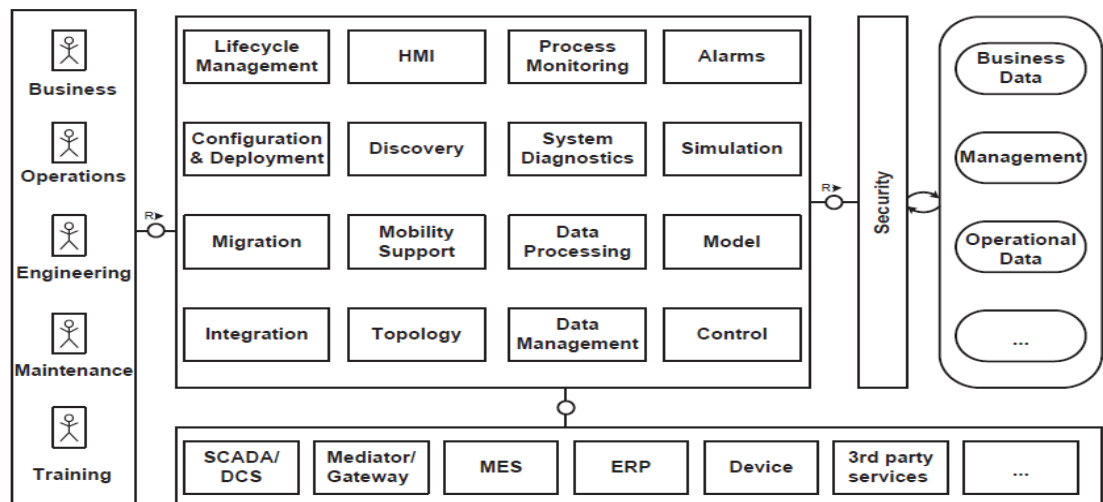 Business
Operations
Engineering
Maintenance
Training
R
Lifecycle
Management
HMI
Process
Monitoring
Alarms
Configuration
& Deployment
Discovery
System
Diagnostics
Simulation
Migration
Mobility
Support
Data
Processing
Model
Integration
Topology
Data
Management
Control
R
Security
Business
Data
Management
Operational
Data
...
SCADA/
DCS
Mediator/
Gateway
MES
ERP
Device
3rd party
services
...